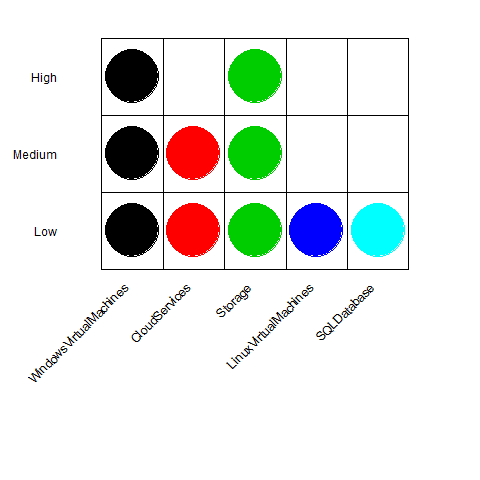 High
Medium
Low
WindowsVirtualMachines
CloudServices
Storage
LinuxVirtualMachines
SQLDatabase